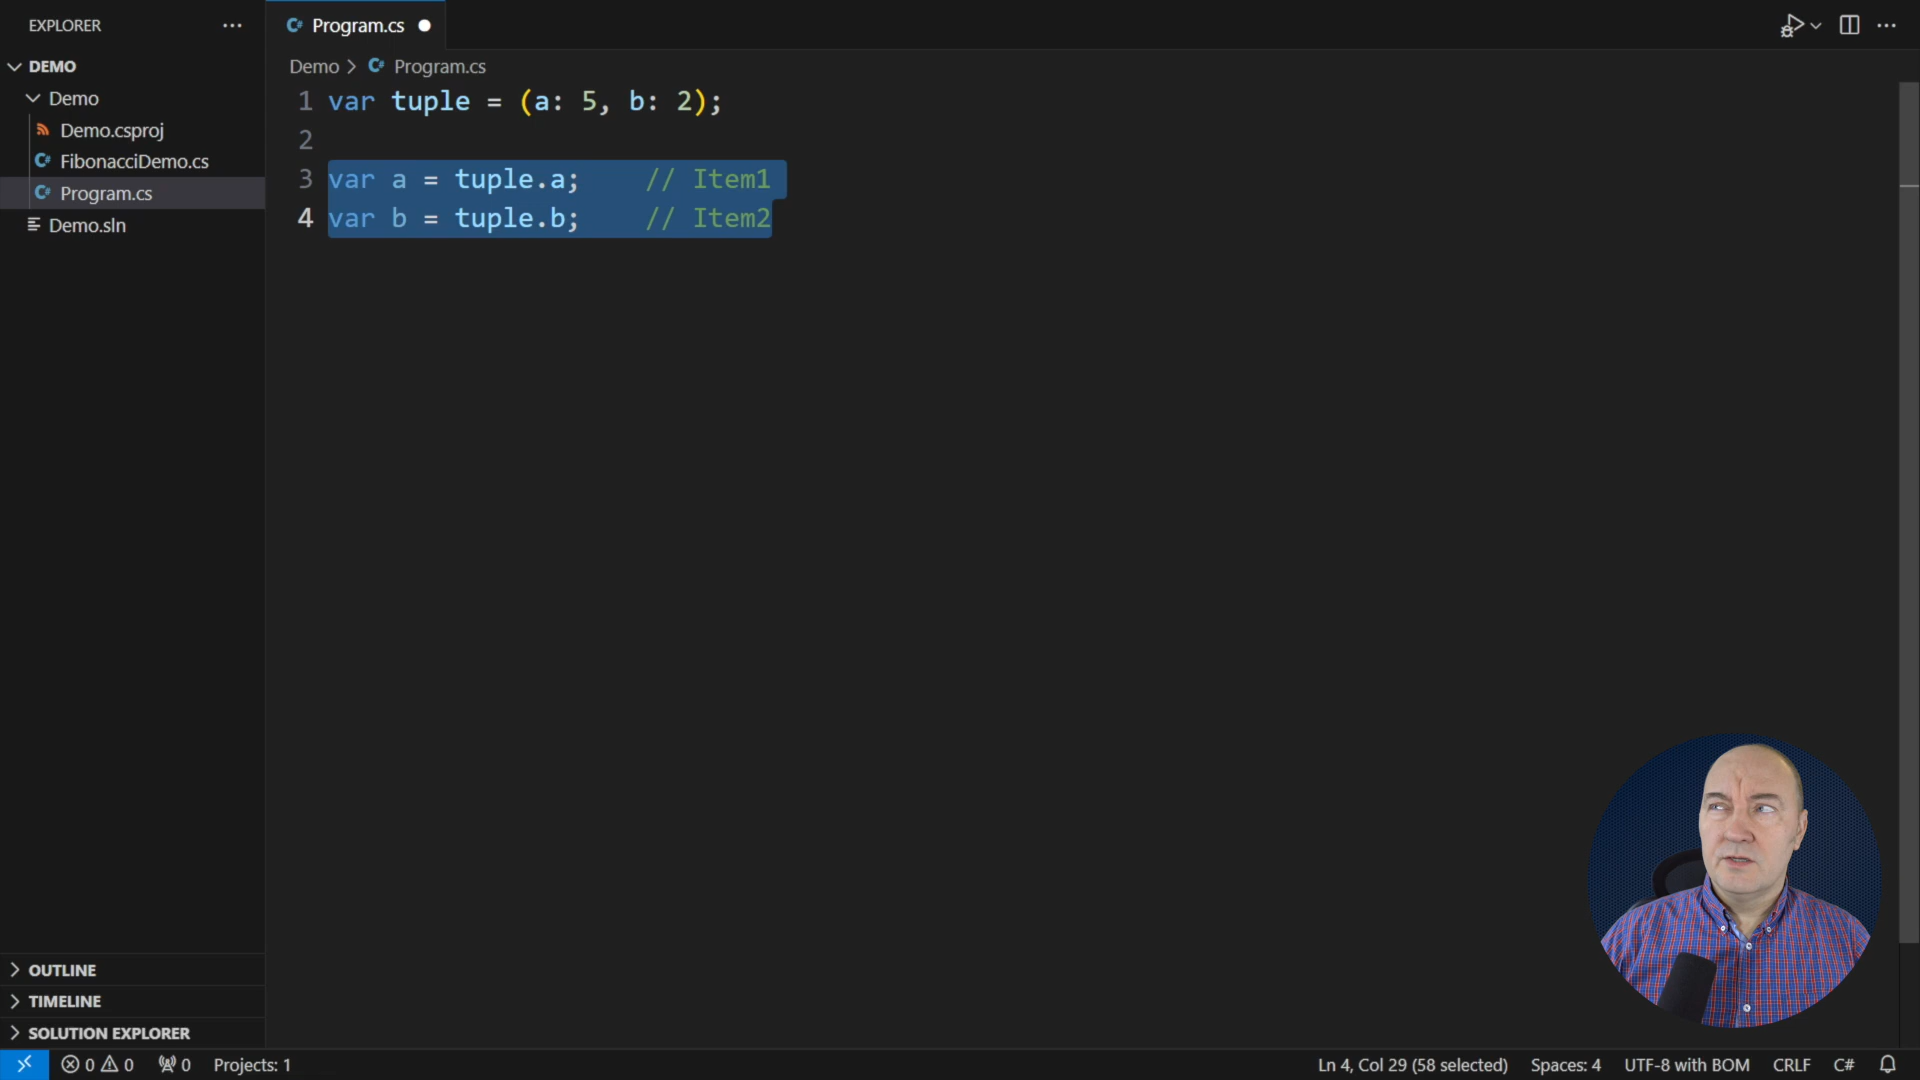 EXPLORER
Program.cs
DEMO
Demo
Demo.csproj
FibonacciDemo.cs
Program.cs
Demo.sln
Demo > Program.cs
1 var tuple = (a: 5, b: 2);
2
3 var a = tuple.a;    // Item1
4 var b = tuple.b;    // Item2
OUTLINE
TIMELINE
SOLUTION EXPLORER
0 0 0 Projects: 1
Ln 4, Col 29 (58 selected) Spaces: 4 UTF-8 with BOM CRLF C#